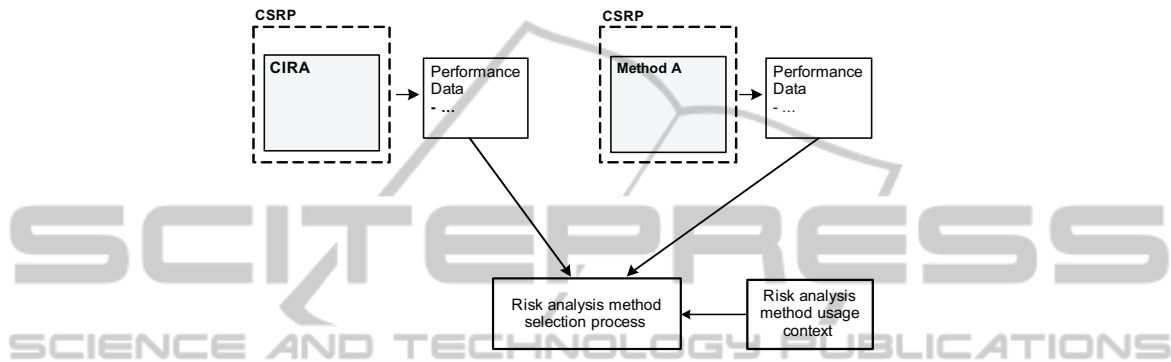 CSRP
CIRA
Performance
Data
- ...
CSRP
Method A
Performance
Data
- ...
SCITEPRESS
Risk analysis method
selection process
Risk analysis
method usage
context
SCIENCE AND TECHNOLOGY PUBLICATIONS